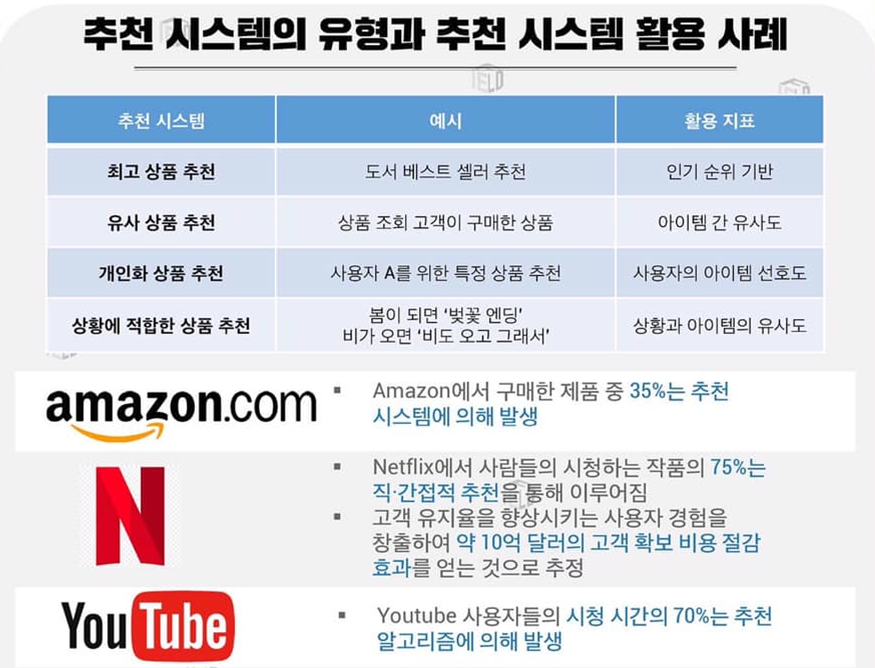 추천 시스템의 유형과 추천 시스템 활용 사례
추천 시스템 예시 활용 지표
최고 상품 추천 도서 베스트 셀러 추천 인기 순위 기반
유사 상품 추천 상품 조회 고객이 구매한 상품 아이템 간 유사도
개인화 상품 추천 사용자 A를 위한 특정 상품 추천 사용자의 아이템 선호도
상황에 적합한 상품 추천 봄이 되면 ‘벚꽃 엔딩’
비가 오면 ‘비도 오고 그래서’ 상황과 아이템의 유사도
amazon.com
▪ Amazon에서 구매한 제품 중 35%는 추천
시스템에 의해 발생
N
▪ Netflix에서 사람들의 시청하는 작품의 75%는
직·간접적 추천을 통해 이루어짐
▪ 고객 유지율을 향상시키는 사용자 경험을
창출하여 약 10억 달러의 고객 확보 비용 절감
효과를 얻는 것으로 추정
YouTube
▪ Youtube 사용자들의 시청 시간의 70%는 추천
알고리즘에 의해 발생